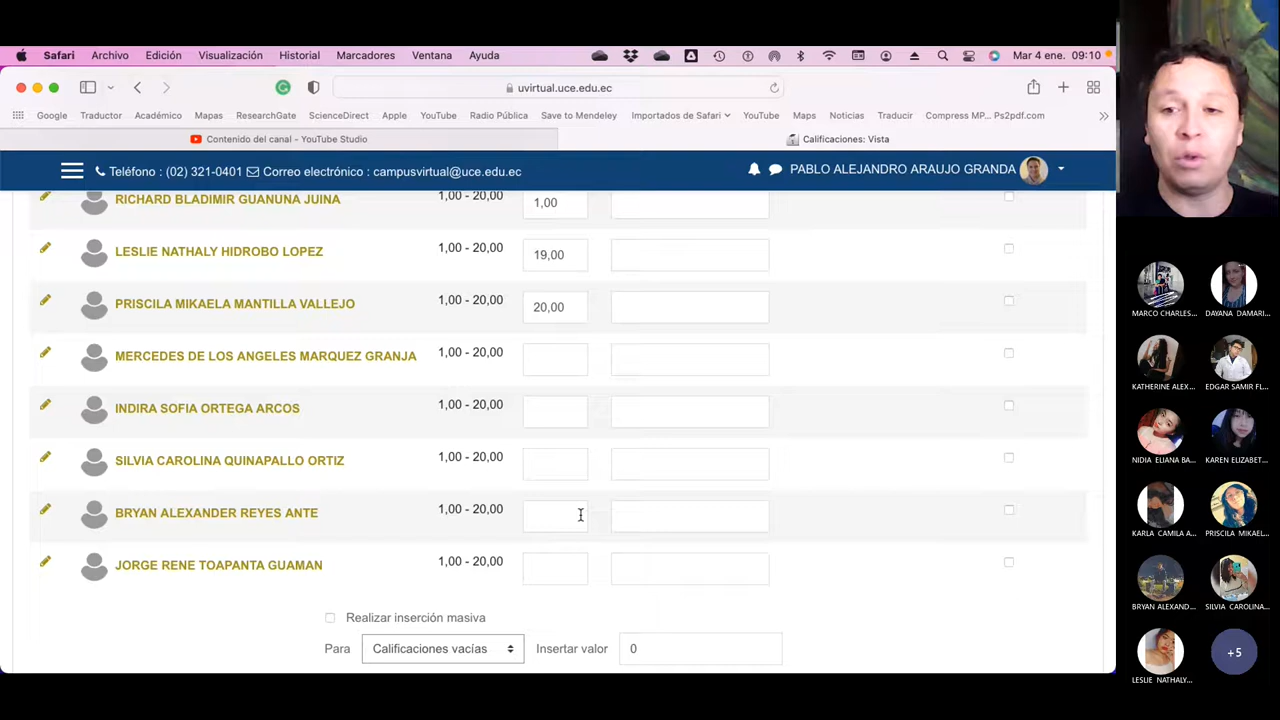 Safari Archivo Edición Visualización Historial Marcadores Ventana Ayuda Mar 4 ene. 09:10
uvirtual.uce.edu.ec
Google Traductor Académico Mapas ResearchGate ScienceDirect Apple YouTube Radio Pública Save to Mendeley Importados de Safari YouTube Maps Noticias Traducir Compress MP... Ps2pdf.com
Contenido del canal - YouTube Studio Calificaciones: Vista
Teléfono : (02) 321-0401 Correo electrónico : campusvirtual@uce.edu.ec PABLO ALEJANDRO ARAUJO GRANDA
RICHARD BLADIMIR GUANUNA JUINA 1,00 - 20,00 1,00
LESLIE NATHALY HIDROBO LOPEZ 1,00 - 20,00 19,00
PRISCILA MIKAELA MANTILLA VALLEJO 1,00 - 20,00 20,00
MERCEDES DE LOS ANGELES MARQUEZ GRANJA 1,00 - 20,00
INDIRA SOFIA ORTEGA ARCOS 1,00 - 20,00
SILVIA CAROLINA QUINAPALLO ORTIZ 1,00 - 20,00
BRYAN ALEXANDER REYES ANTE 1,00 - 20,00
JORGE RENE TOAPANTA GUAMAN 1,00 - 20,00
Realizar inserción masiva
Para Calificaciones vacías Insertar valor 0
MARCO CHARLES... DAYANA DAMARI...
KATHERINE ALEX... EDGAR SAMIR FL...
NIDIA ELIANA BA... KAREN ELIZABET...
KARLA CAMILA A... PRISCILA MIKAEL...
BRYAN ALEXAND... SILVIA CAROLINA...
LESLIE NATHALY... +5